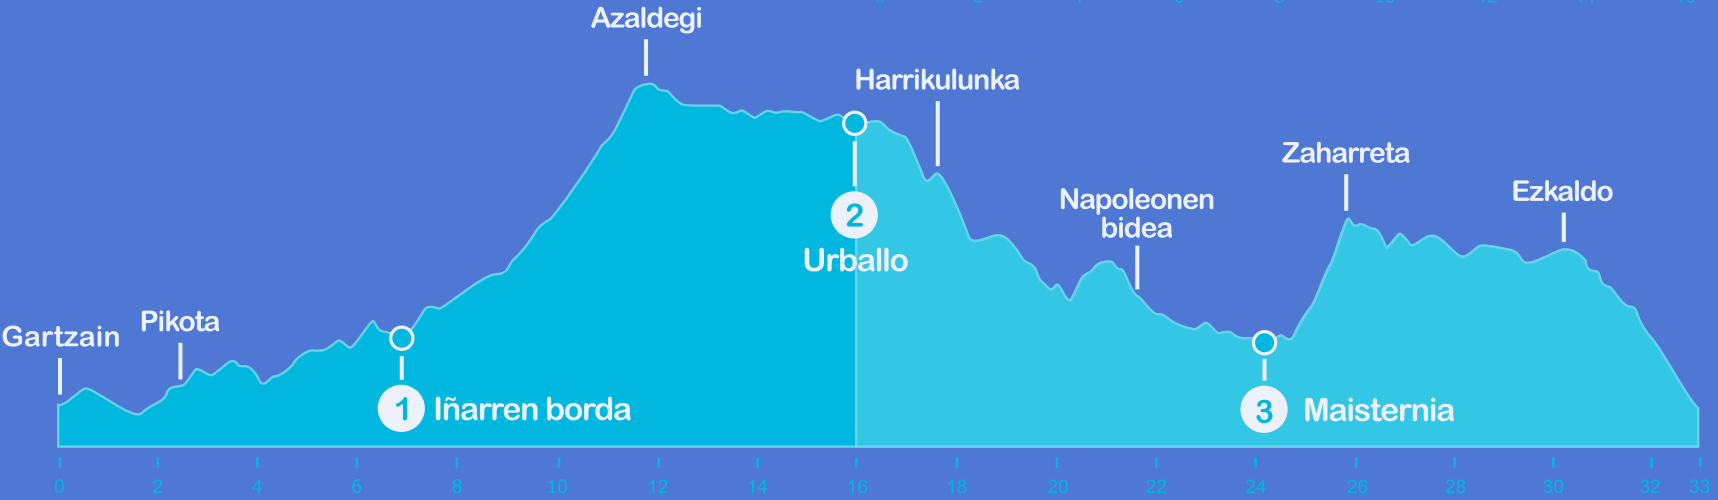 Azaldegi
Harrikulunka
Zaharreta
Ezkaldo
Napoleonen
bidea
2
Urballo
Pikota
Gartzain
1 Iñarren borda
3 Maisternia
0 2 4 6 8 10 12 14 16 18 20 22 24 26 28 30 32 33